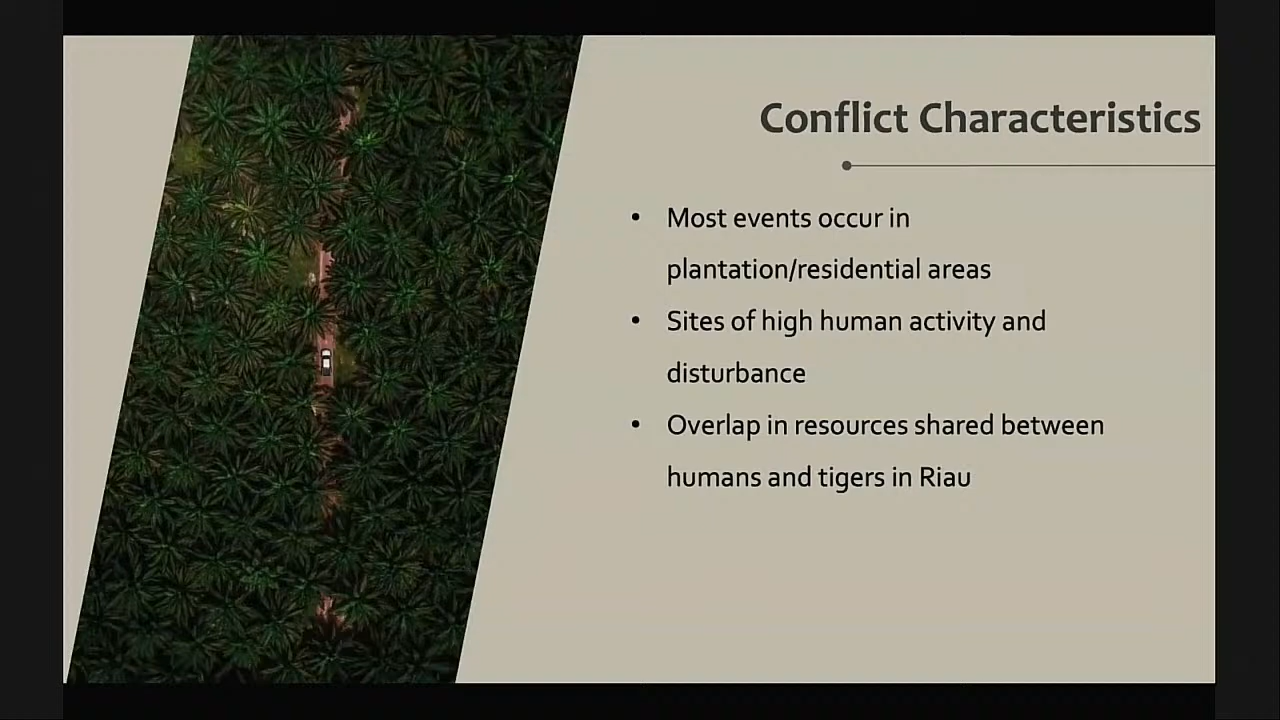 Conflict Characteristics
• Most events occur in
plantation/residential areas
• Sites of high human activity and
disturbance
• Overlap in resources shared between
humans and tigers in Riau